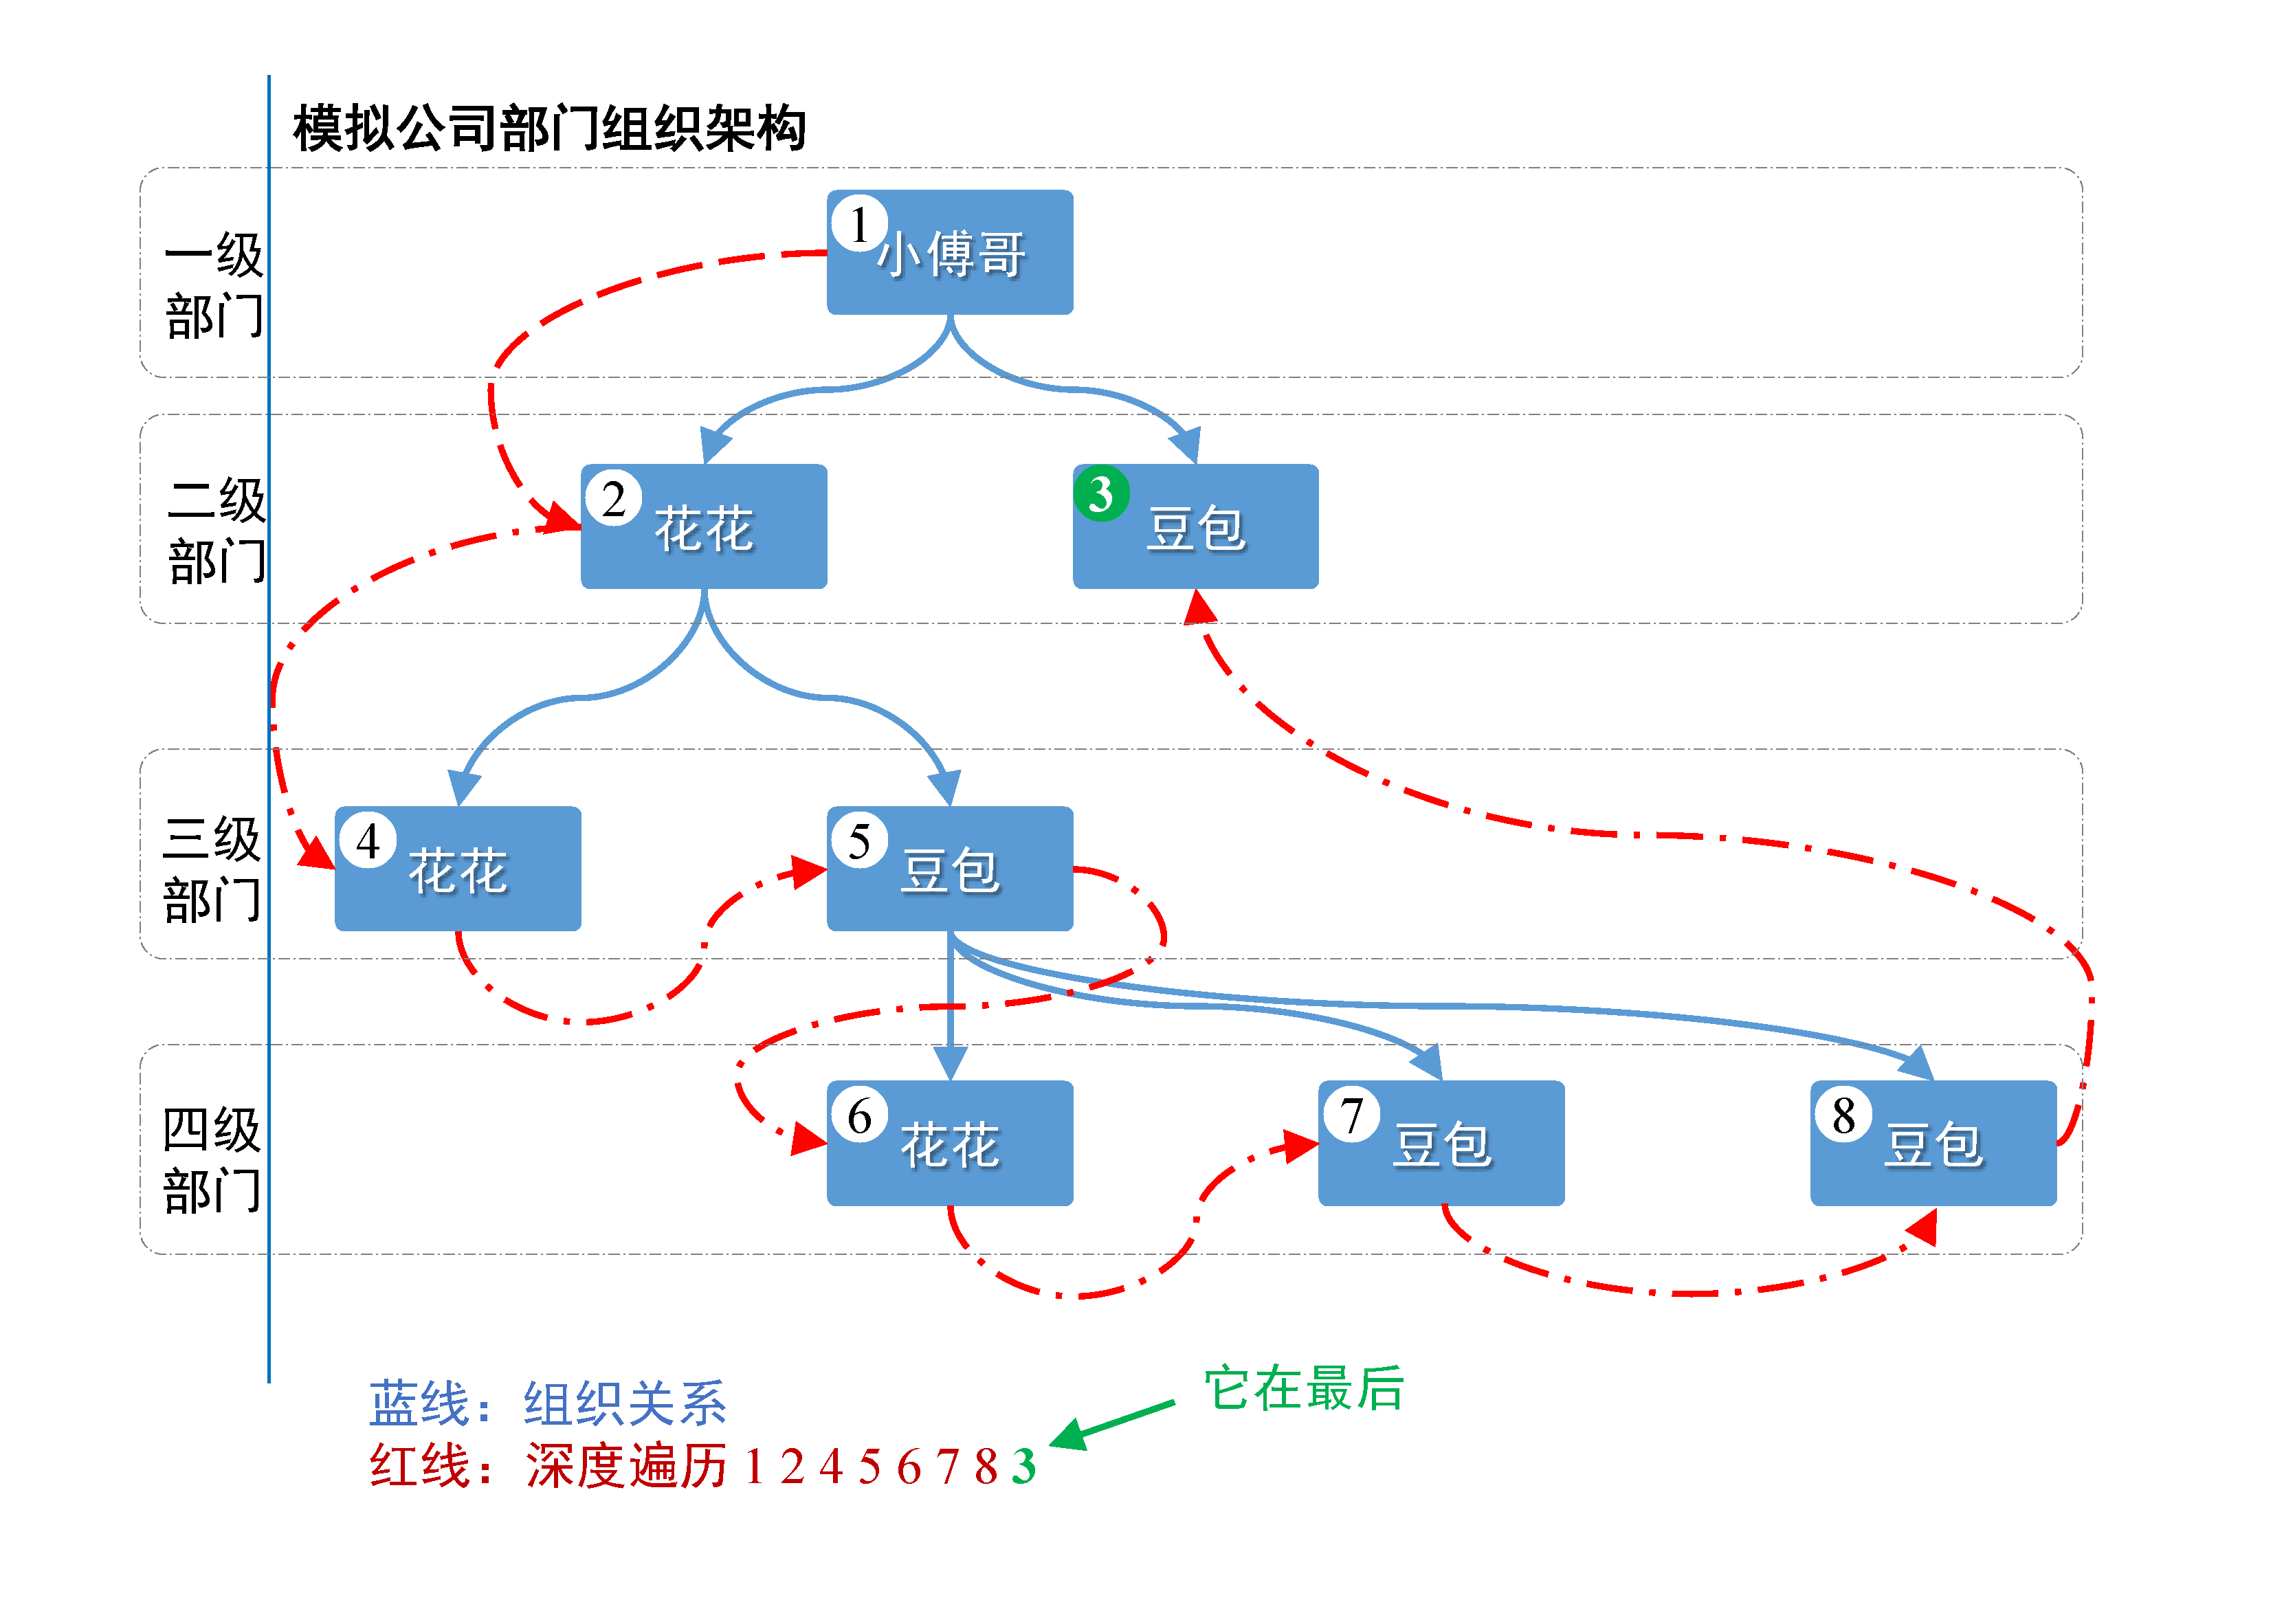 模拟公司部门组织架构
一级
部门
1
小傅哥
二级
部门
2
花花
3
豆包
三级
部门
4
花花
5
豆包
四级
部门
6
花花
7
豆包
8
豆包
它在最后
蓝线：组织关系
红线：深度遍历 1 2 4 5 6 7 8 3